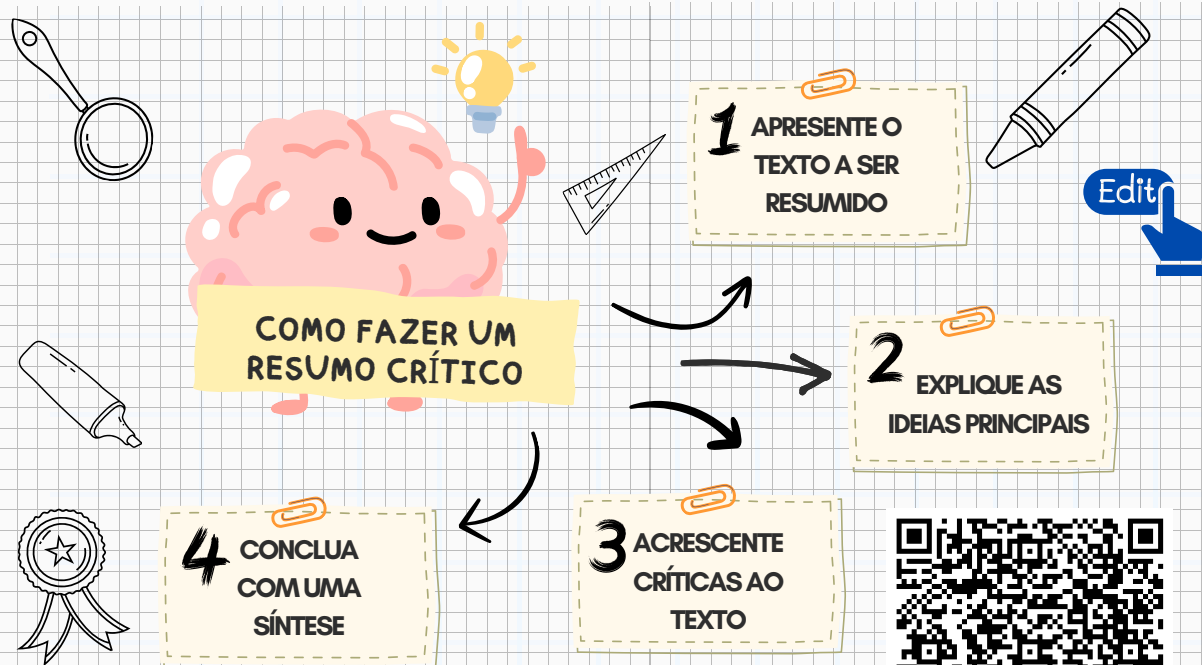 COMO FAZER UM
RESUMO CRÍTICO
1
APRESENTE O
TEXTO A SER
RESUMIDO
Edit
2
EXPLIQUE AS
IDEIAS PRINCIPAIS
3
ACRESCENTE
CRÍTICAS AO
TEXTO
4
CONCLUA
COM UMA
SÍNTESE